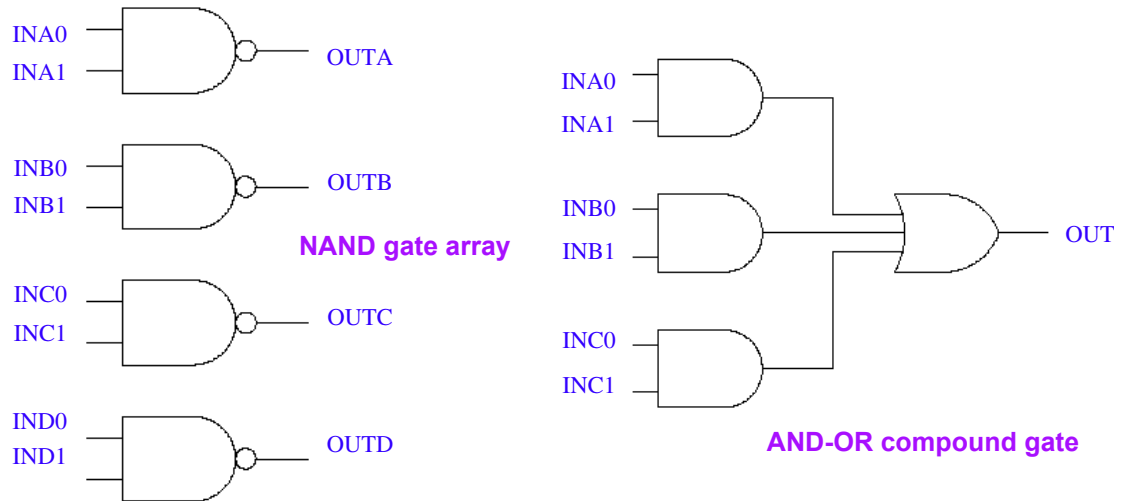 INA0
INA1
OUTA
INB0
INB1
OUTB
NAND gate array
INC0
INC1
OUTC
IND0
IND1
OUTD
INA0
INA1
INB0
INB1
OUT
INC0
INC1
AND-OR compound gate